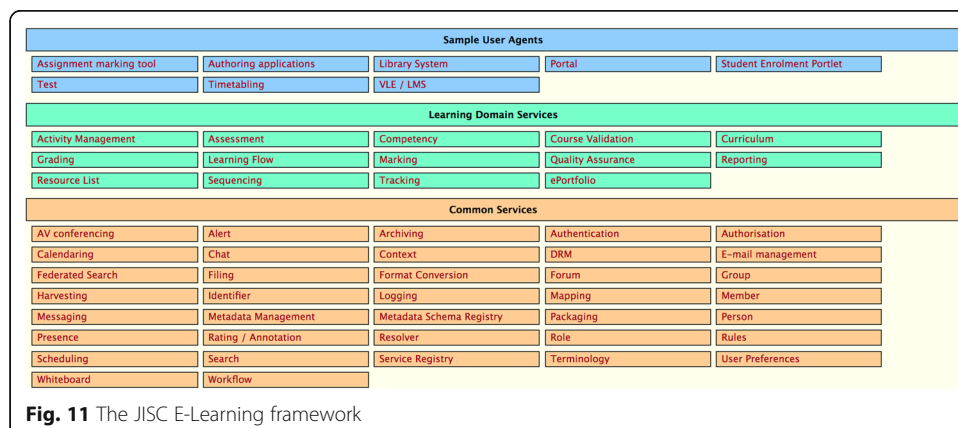 Sample User Agents
Assignment marking tool Authoring applications Library System Portal Student Enrolment Portlet
Test Timetabling VLE / LMS
Learning Domain Services
Activity Management Assessment Competency Course Validation Curriculum
Grading Learning Flow Marking Quality Assurance Reporting
Resource List Sequencing Tracking ePortfolio
Common Services
AV conferencing Alert Archiving Authentication Authorisation
Calendaring Chat Context DRM E-mail management
Federated Search Filing Format Conversion Forum Group
Harvesting Identifier Logging Mapping Member
Messaging Metadata Management Metadata Schema Registry Packaging Person
Presence Rating / Annotation Resolver Role Rules
Scheduling Search Service Registry Terminology User Preferences
Whiteboard Workflow
Fig. 11 The JISC E-Learning framework